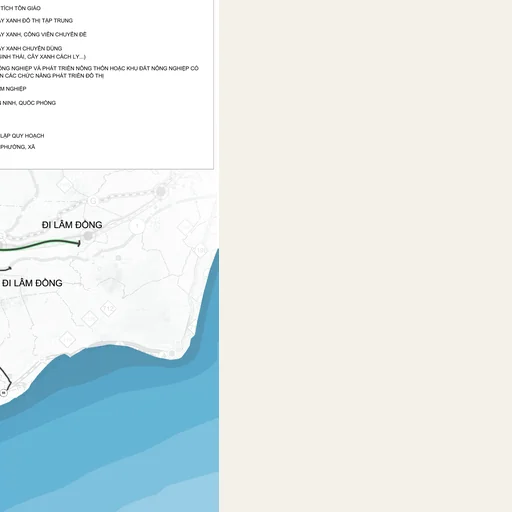 TÍCH TÔN GIÁO
ÂY XANH ĐÔ THỊ TẬP TRUNG
ÂY XANH, CÔNG VIÊN CHUYÊN ĐỀ
ÂY XANH CHUYÊN DỤNG
SINH THÁI, CÂY XANH CÁCH LY...)
ÔNG NGHIỆP VÀ PHÁT TRIỂN NÔNG THÔN HOẶC KHU ĐẤT NÔNG NGHIỆP CÓ
N CÁC CHỨC NĂNG PHÁT TRIỂN ĐÔ THỊ
M NGHIỆP
NINH, QUỐC PHÒNG
LẬP QUY HOẠCH
PHƯỜNG, XÃ
ĐI LÂM ĐỒNG
ĐI LÂM ĐỒNG